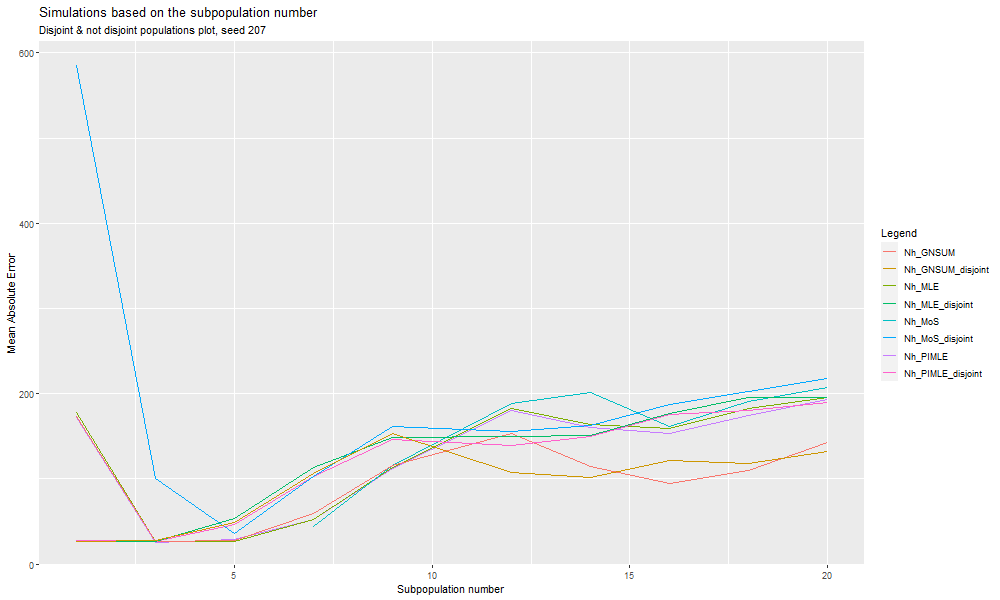 Simulations based on the subpopulation number
Disjoint & not disjoint populations plot, seed 207
600
400
200
0
Mean Absolute Error
5
10
15
20
Subpopulation number
Legend
Nh_GNSUM
Nh_GNSUM_disjoint
Nh_MLE
Nh_MLE_disjoint
Nh_MoS
Nh_MoS_disjoint
Nh_PIMLE
Nh_PIMLE_disjoint